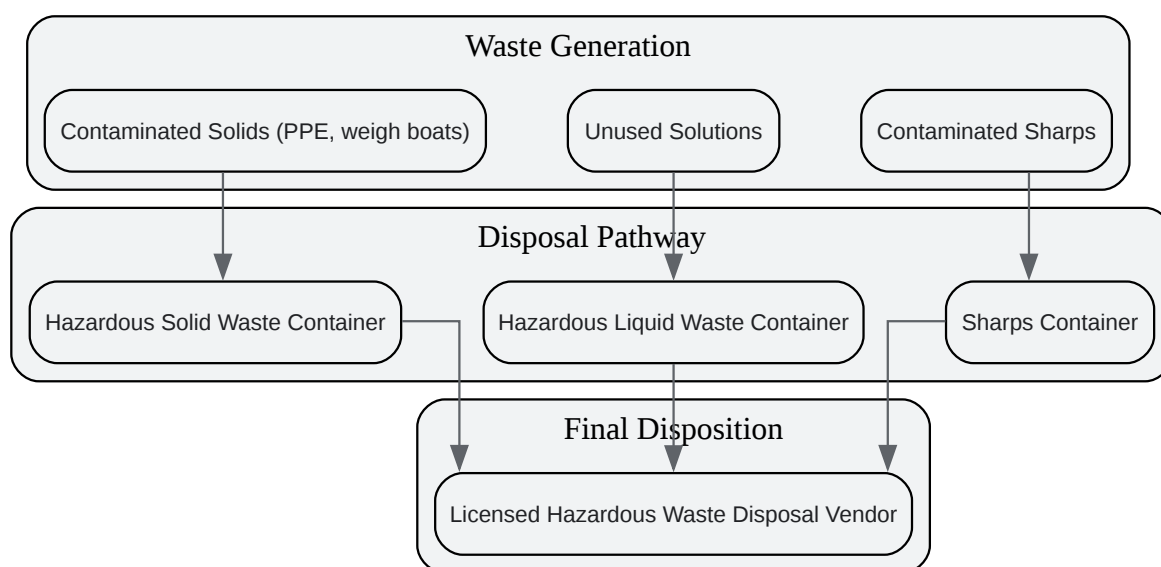 Waste Generation
Contaminated Solids (PPE, weigh boats)
Unused Solutions
Contaminated Sharps
Disposal Pathway
Hazardous Solid Waste Container
Hazardous Liquid Waste Container
Sharps Container
Final Disposition
Licensed Hazardous Waste Disposal Vendor